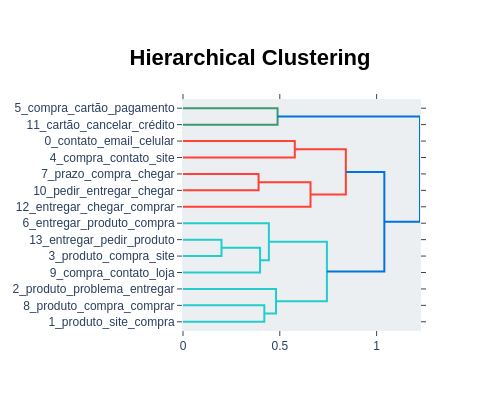 Hierarchical Clustering
5_compra_cartão_pagamento
11_cartão_cancelar_crédito
0_contato_email_celular
4_compra_contato_site
7_prazo_compra_chegar
10_pedir_entregar_chegar
12_entregar_chegar_comprar
6_entregar_produto_compra
13_entregar_pedir_produto
3_produto_compra_site
9_compra_contato_loja
2_produto_problema_entregar
8_produto_compra_comprar
1_produto_site_compra
0 0.5 1